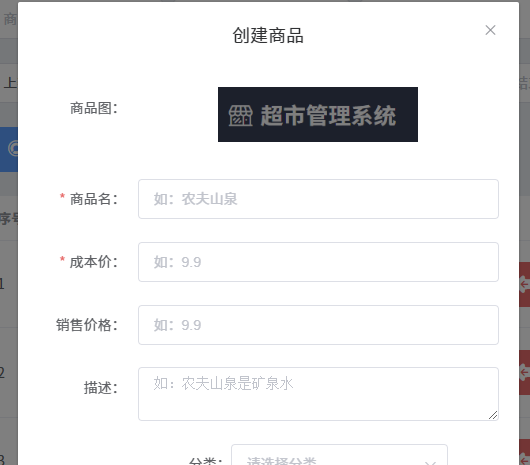 商
创建商品
上
商品图：
超市管理系统
* 商品名：
如：农夫山泉
序号
* 成本价：
如：9.9
1
销售价格：
如：9.9
2
描述：
如：农夫山泉是矿泉水
3
分类：
请选择分类